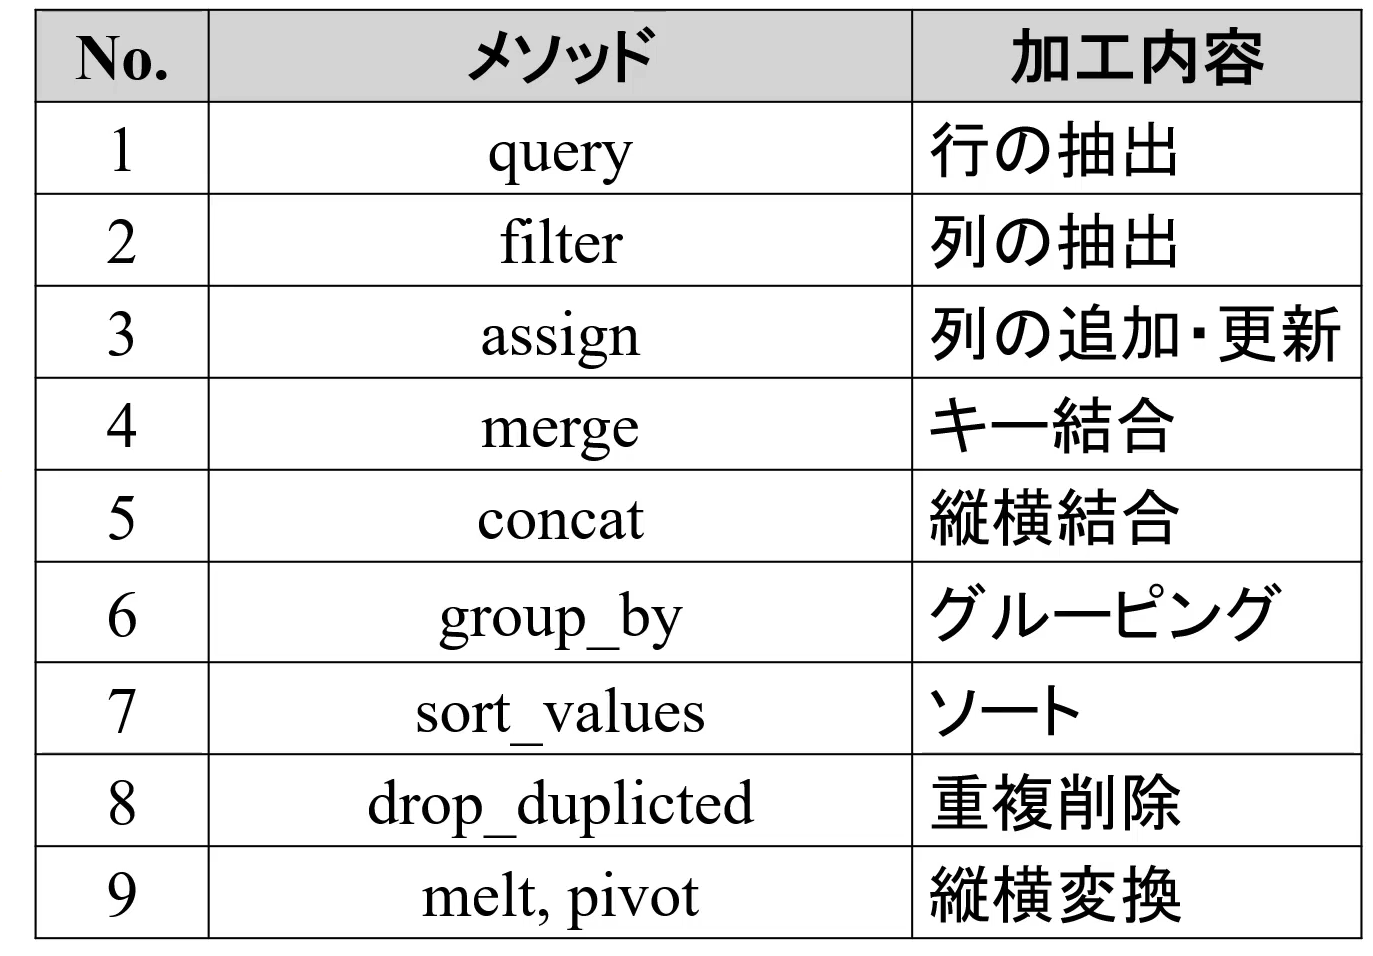 No. メソッド 加工内容
1 query 行の抽出
2 filter 列の抽出
3 assign 列の追加・更新
4 merge キー結合
5 concat 縦横結合
6 group_by グルーピング
7 sort_values ソート
8 drop_duplicted 重複削除
9 melt, pivot 縦横変換